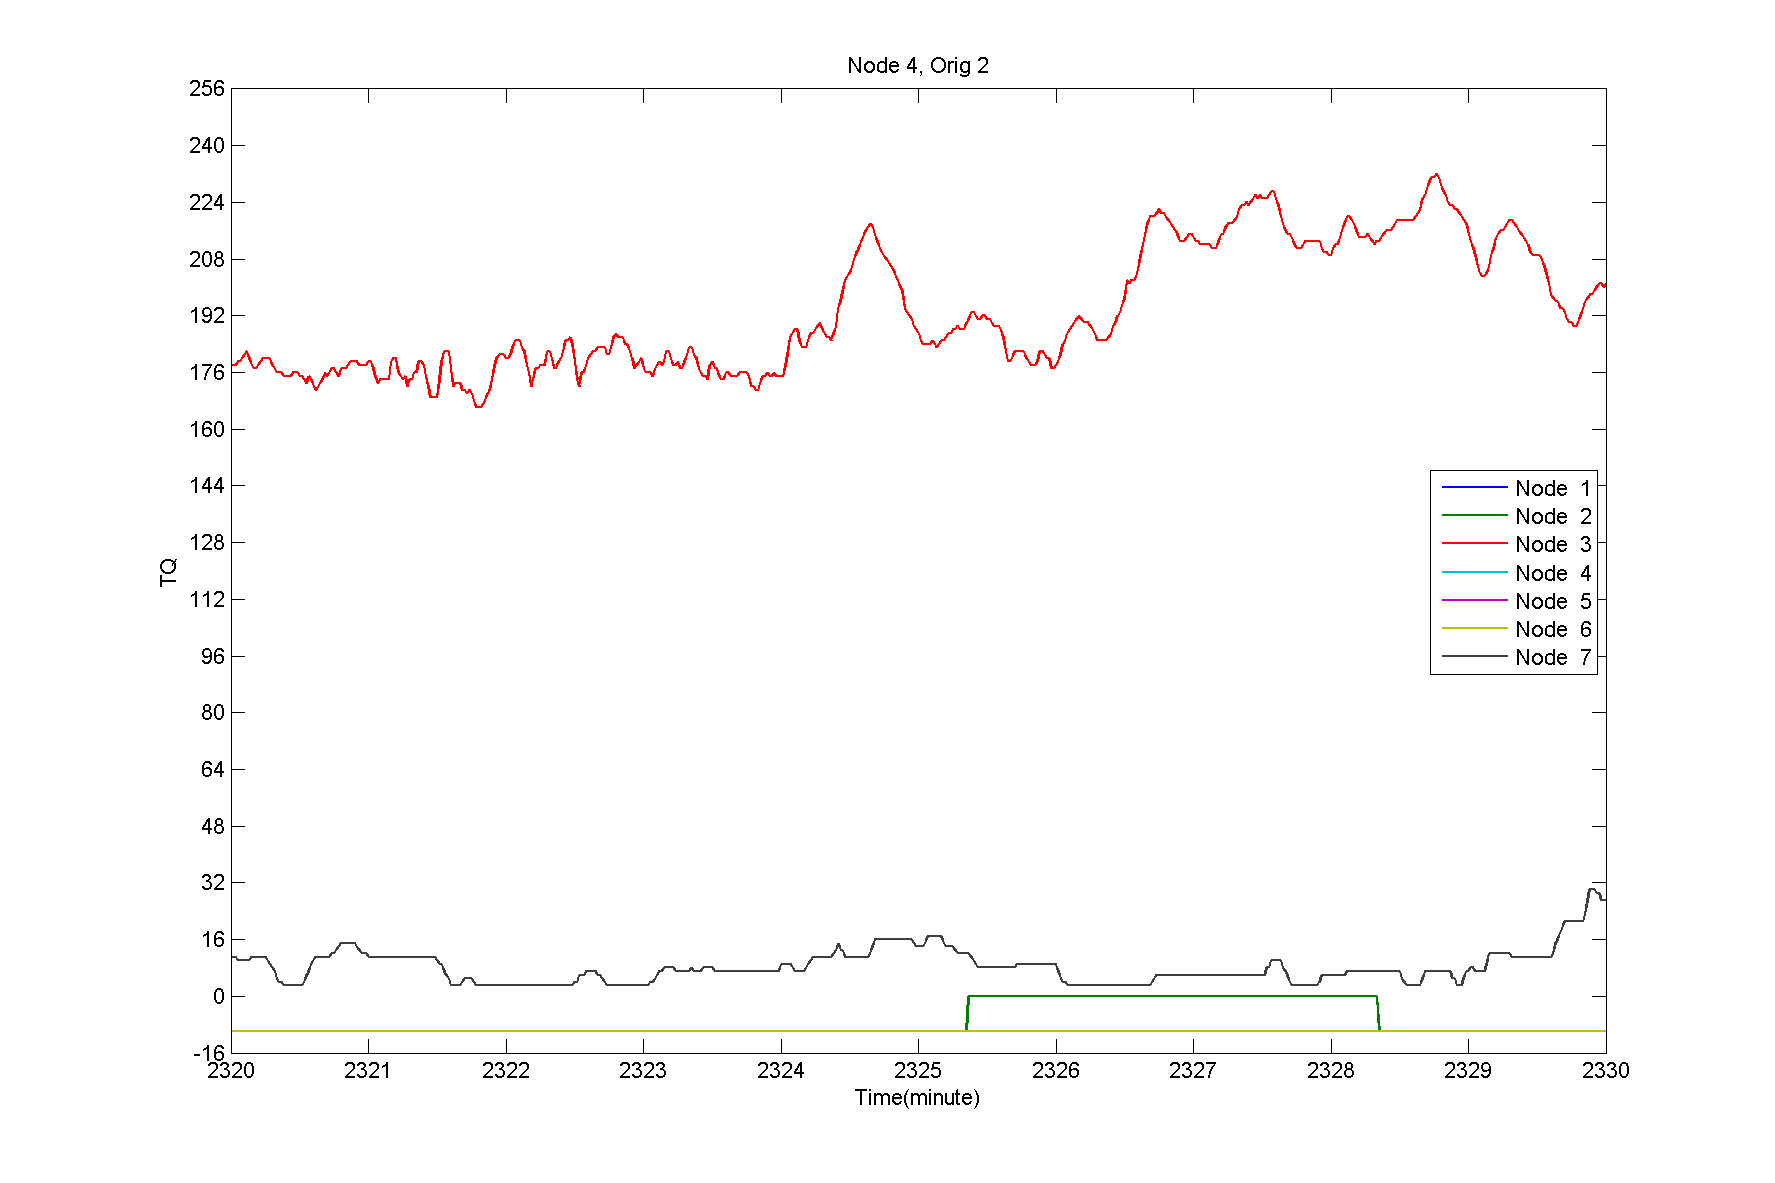 Node 4, Orig 2
256
240
224
208
192
176
160
144
128
112
96
80
64
48
32
16
0
-16
TQ
Node 1
Node 2
Node 3
Node 4
Node 5
Node 6
Node 7
2320 2321 2322 2323 2324 2325 2326 2327 2328 2329 2330
Time(minute)